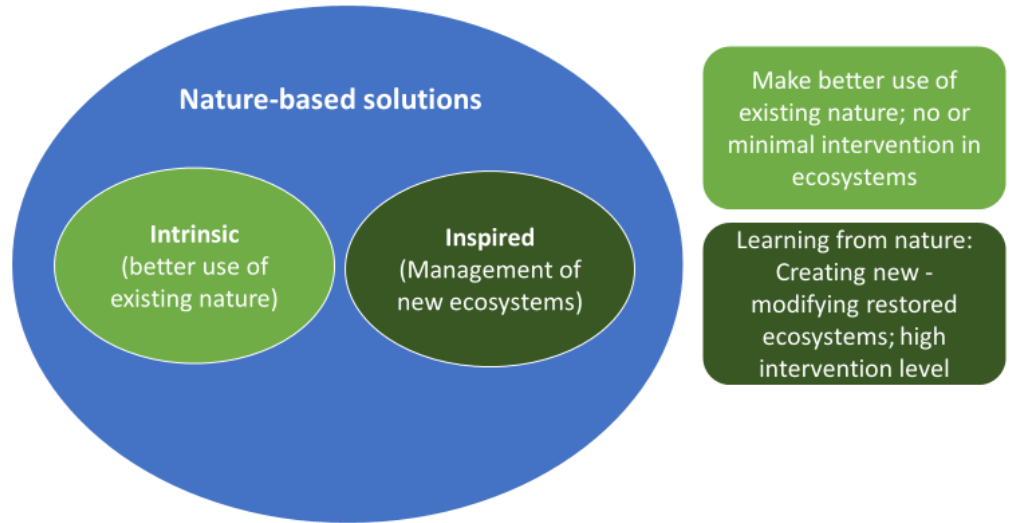 Nature-based solutions
Intrinsic
(better use of
existing nature)
Inspired
(Management of
new ecosystems)
Make better use of
existing nature; no or
minimal intervention in
ecosystems
Learning from nature:
Creating new -
modifying restored
ecosystems; high
intervention level